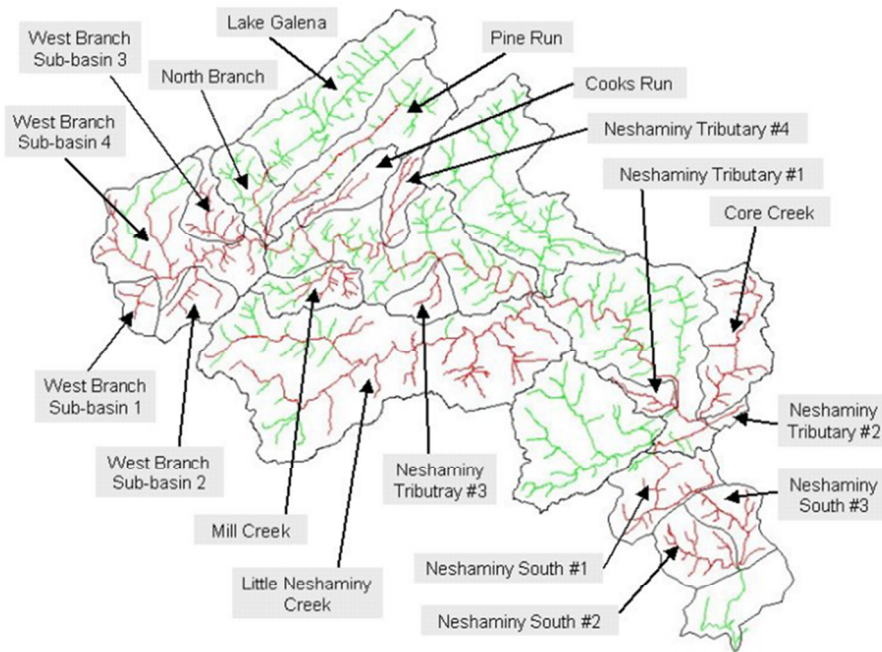 Lake Galena
West Branch
Sub-basin 3
Pine Run
North Branch
Cooks Run
West Branch
Sub-basin 4
Neshaminy Tributary #4
Neshaminy Tributary #1
Core Creek
West Branch
Sub-basin 1
Neshaminy
Tributary #2
West Branch
Sub-basin 2
Neshaminy
Tributray #3
Neshaminy
South #3
Mill Creek
Neshaminy South #1
Little Neshaminy
Creek
Neshaminy South #2